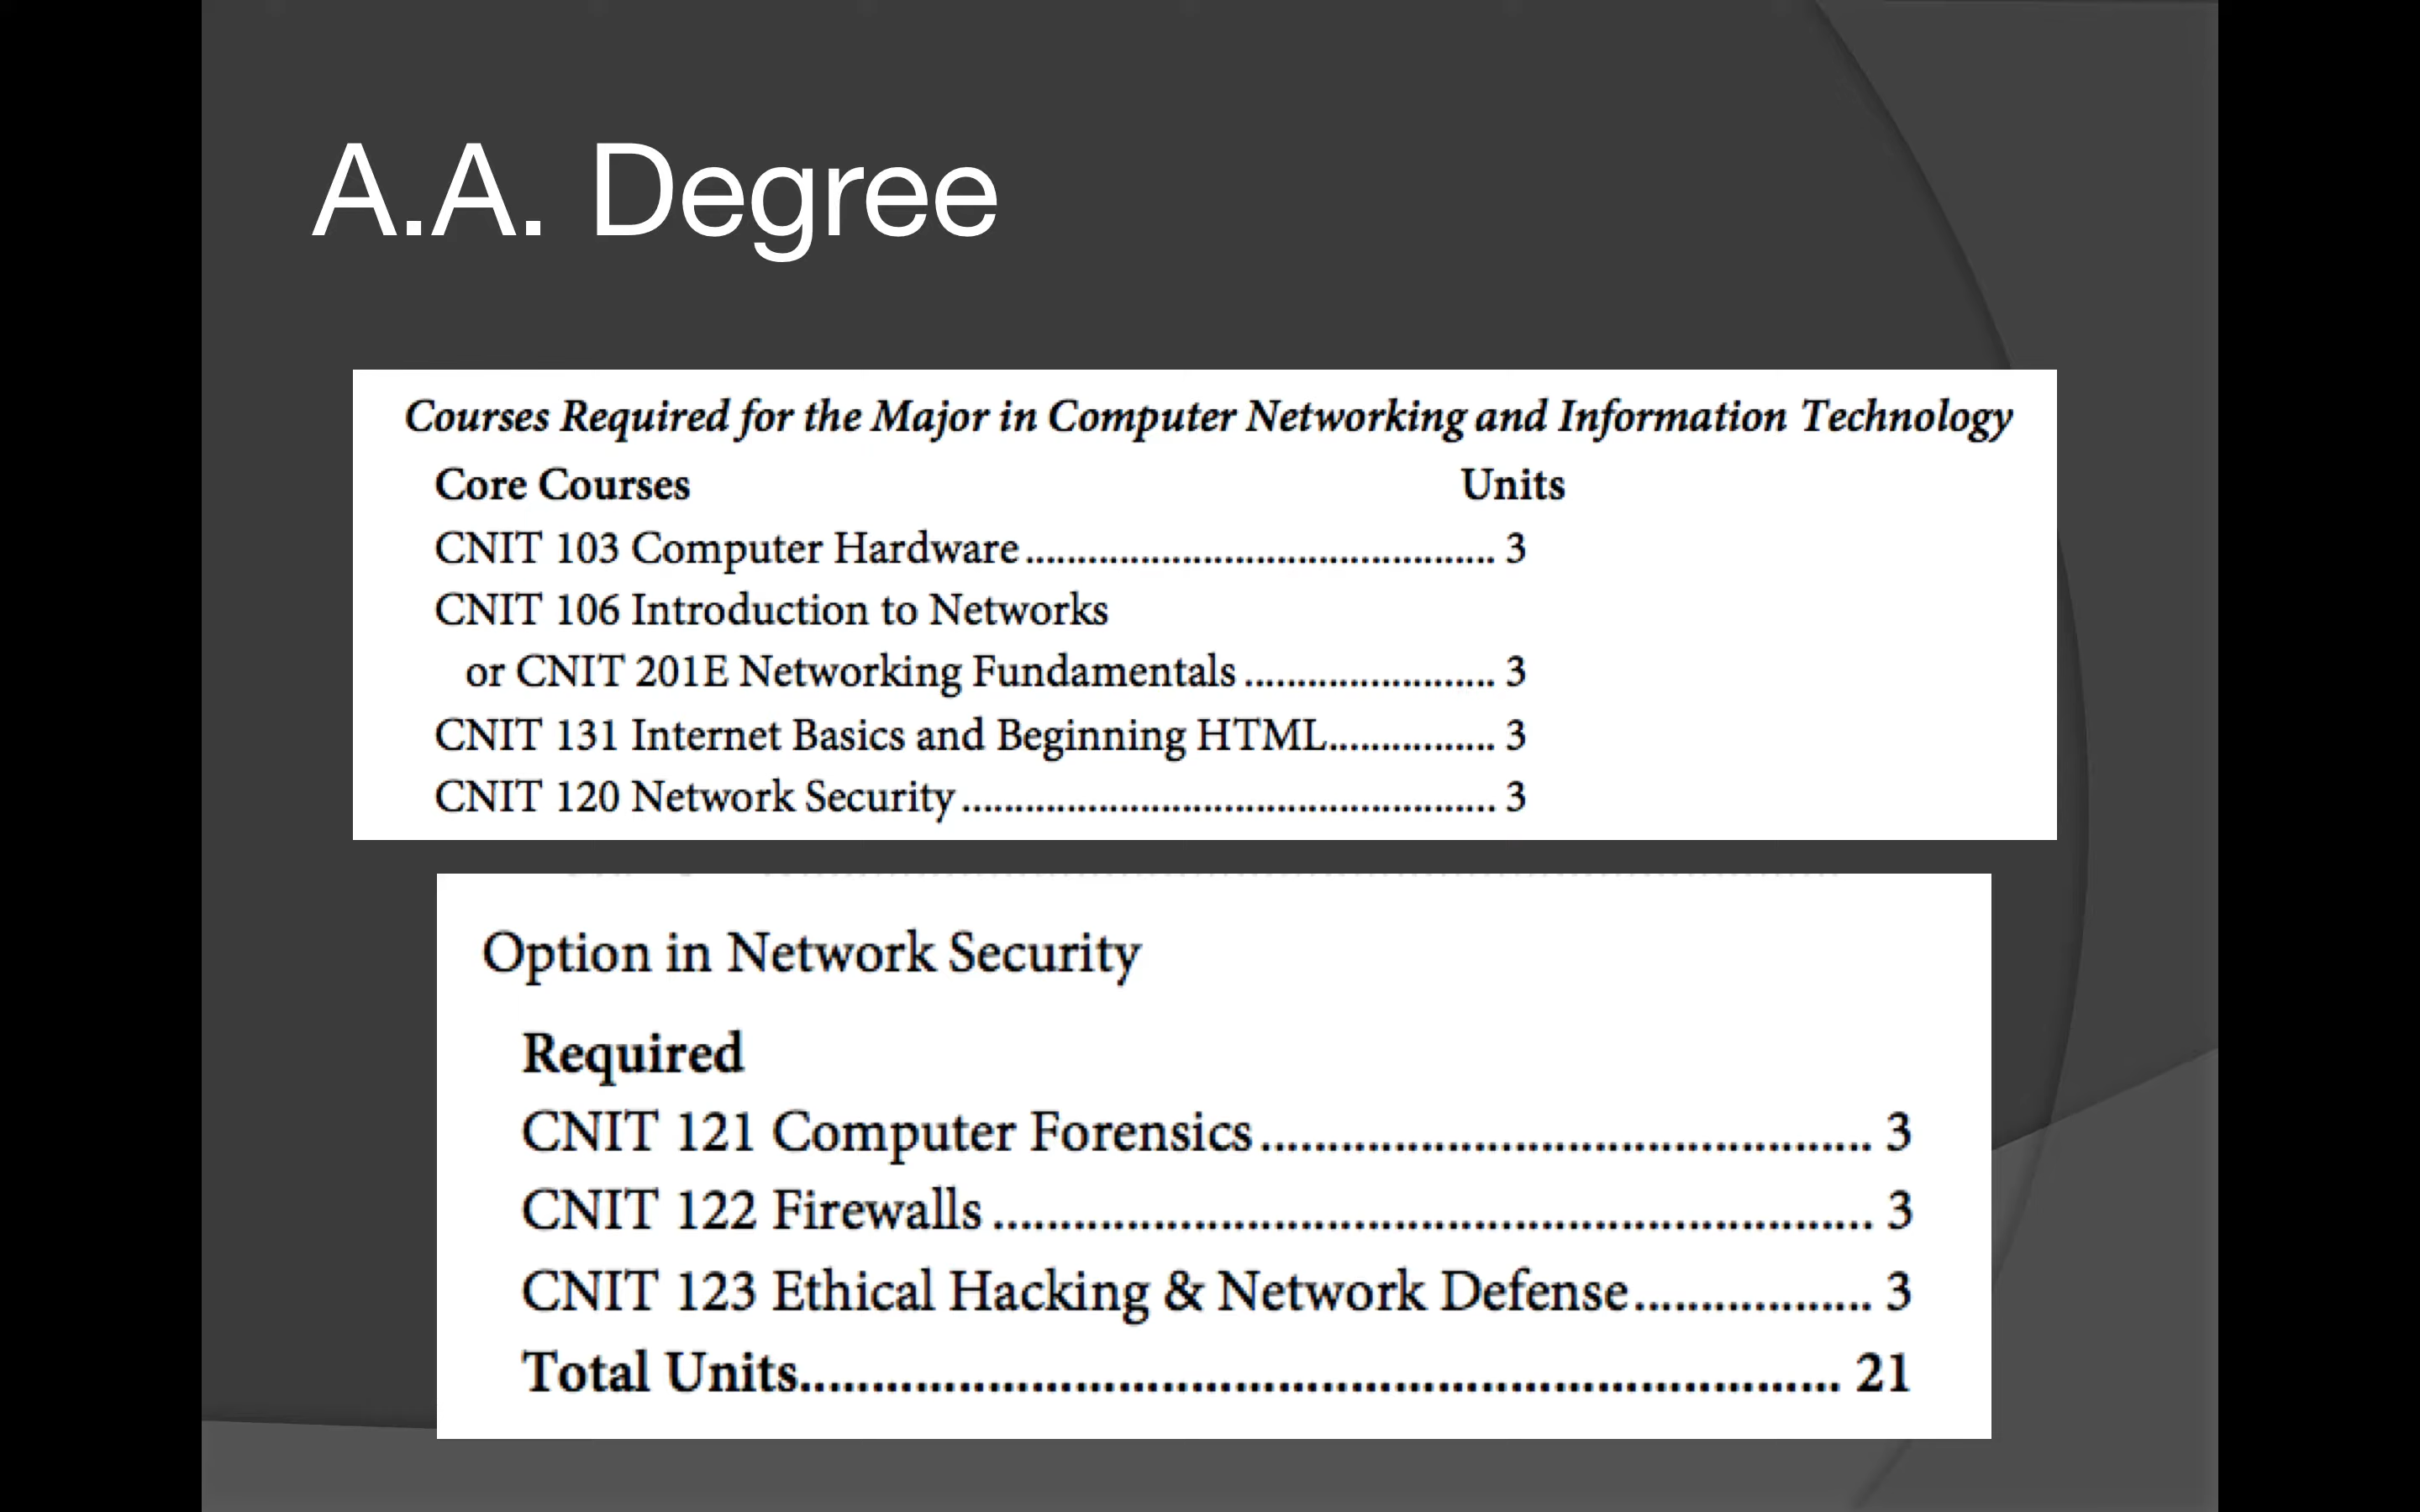 A.A. Degree
Courses Required for the Major in Computer Networking and Information Technology
Core Courses Units
CNIT 103 Computer Hardware............................................. 3
CNIT 106 Introduction to Networks
or CNIT 201E Networking Fundamentals ........................ 3
CNIT 131 Internet Basics and Beginning HTML................ 3
CNIT 120 Network Security................................................... 3
Option in Network Security
Required
CNIT 121 Computer Forensics.............................................. 3
CNIT 122 Firewalls.................................................................. 3
CNIT 123 Ethical Hacking & Network Defense.................. 3
Total Units........................................................................ 21